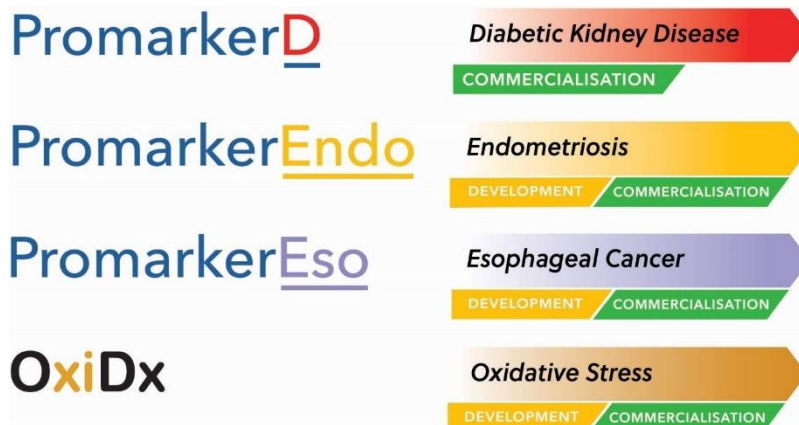 PromarkerD
Diabetic Kidney Disease
COMMERCIALISATION
PromarkerEndo
Endometriosis
DEVELOPMENT COMMERCIALISATION
PromarkerEso
Esophageal Cancer
DEVELOPMENT COMMERCIALISATION
OxiDx
Oxidative Stress
DEVELOPMENT COMMERCIALISATION